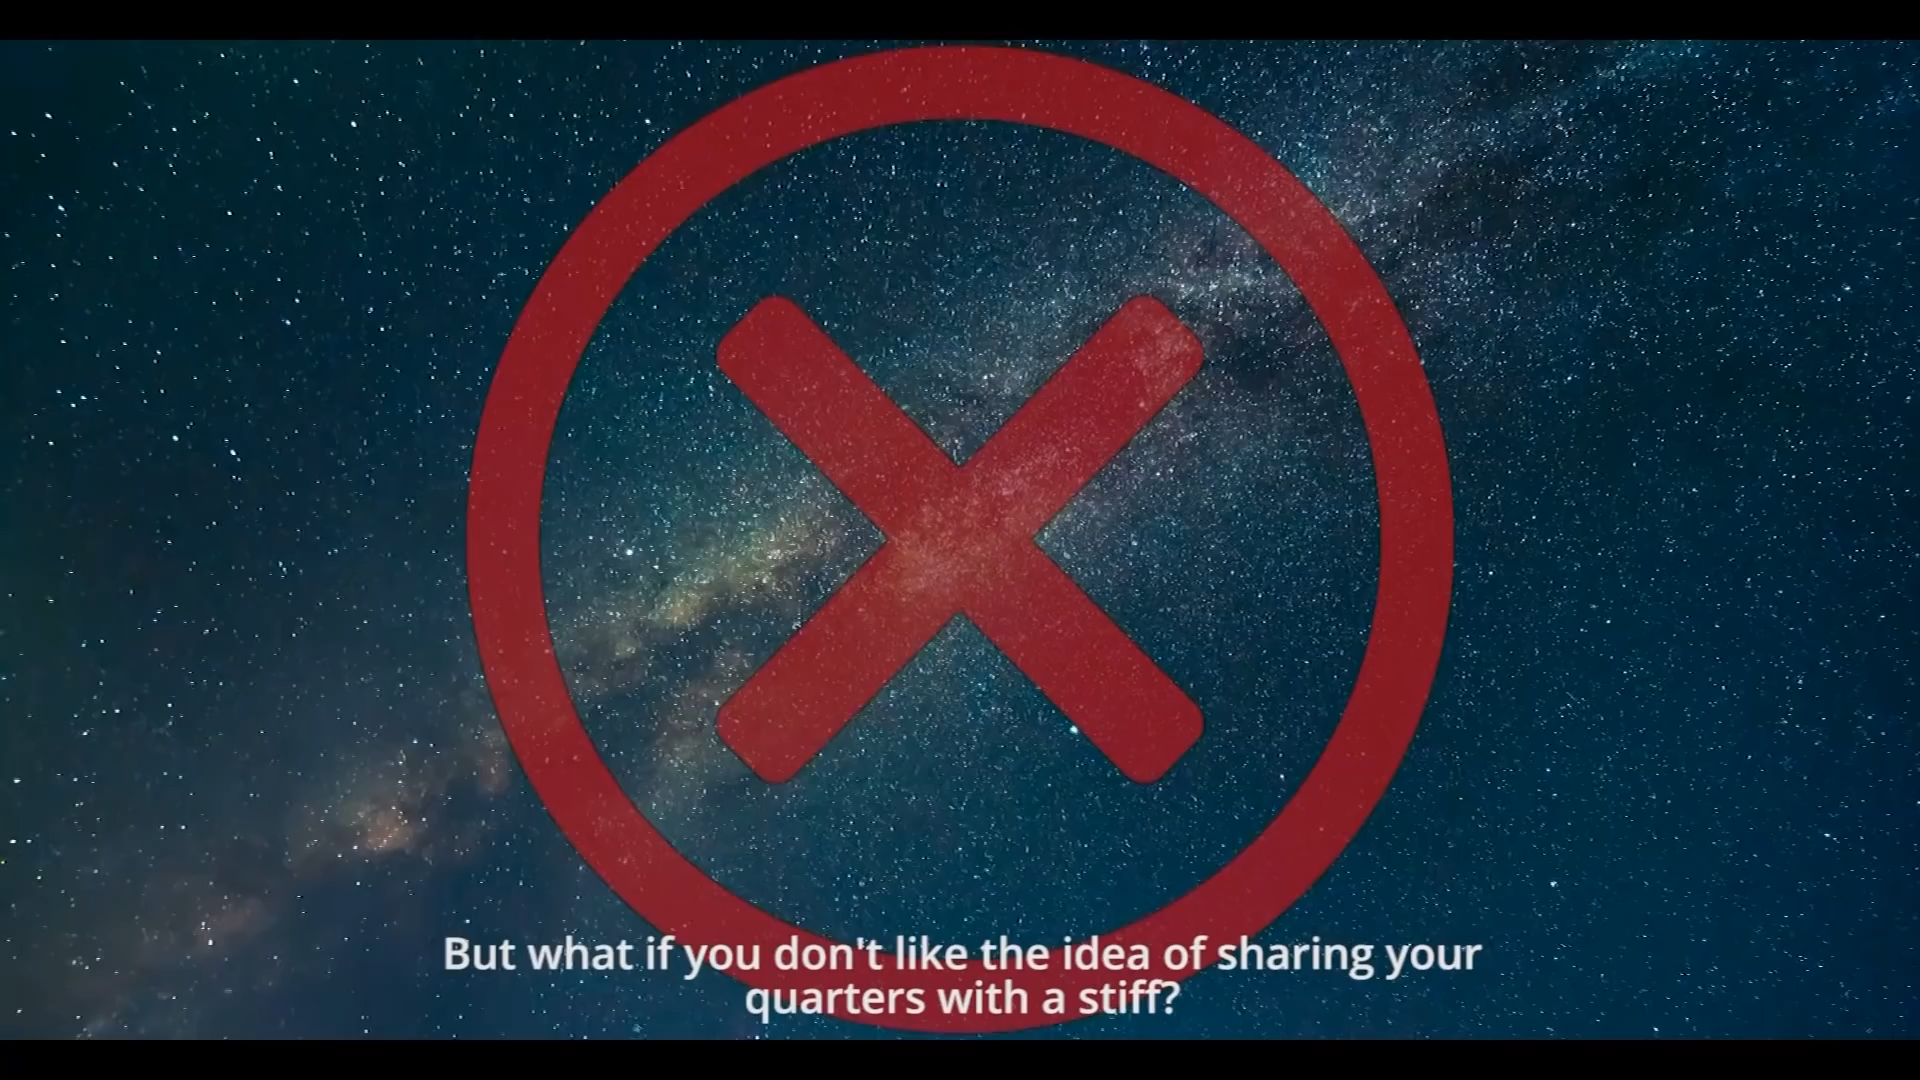 But what if you don't like the idea of sharing your
quarters with a stiff?